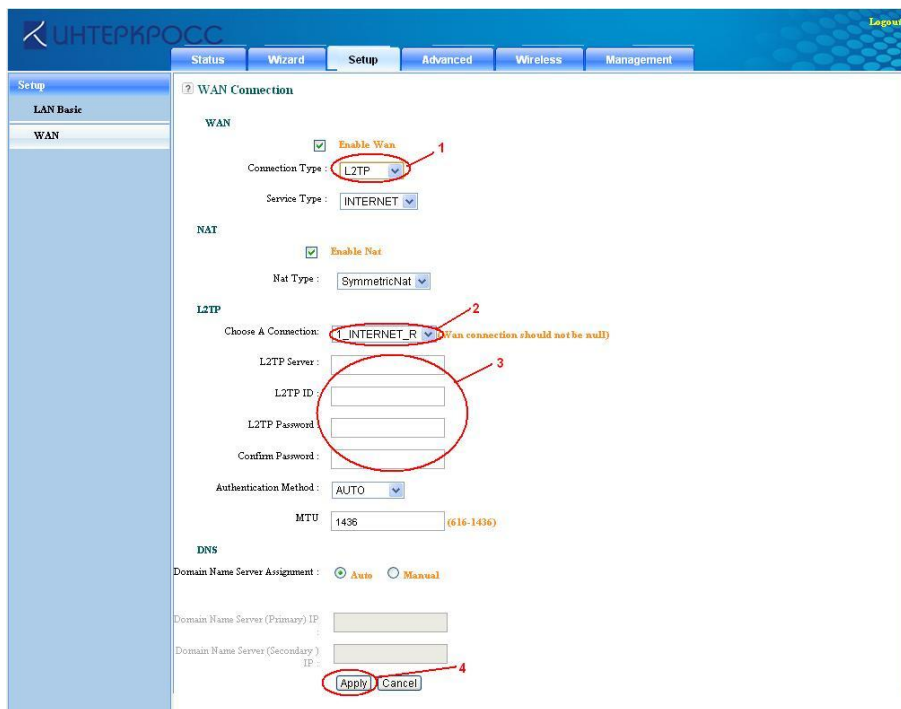 Logout
ИНТЕРКРОСС
Status Wizard Setup Advanced Wireless Management
Setup
LAN Basic
WAN
? WAN Connection
WAN
Enable Wan
1
Connection Type : L2TP
Service Type : INTERNET
NAT
Enable Nat
Nat Type : SymmetricNat
L2TP
2
Choose A Connection: 1_INTERNET_R (Wan connection should not be null)
L2TP Server :
3
L2TP ID :
L2TP Password :
Confirm Password :
Authentication Method : AUTO
MTU 1436 (616-1436)
DNS
Domain Name Server Assignment : Auto Manual
Domain Name Server (Primary) IP
:
Domain Name Server (Secondary )
IP :
4
Apply Cancel